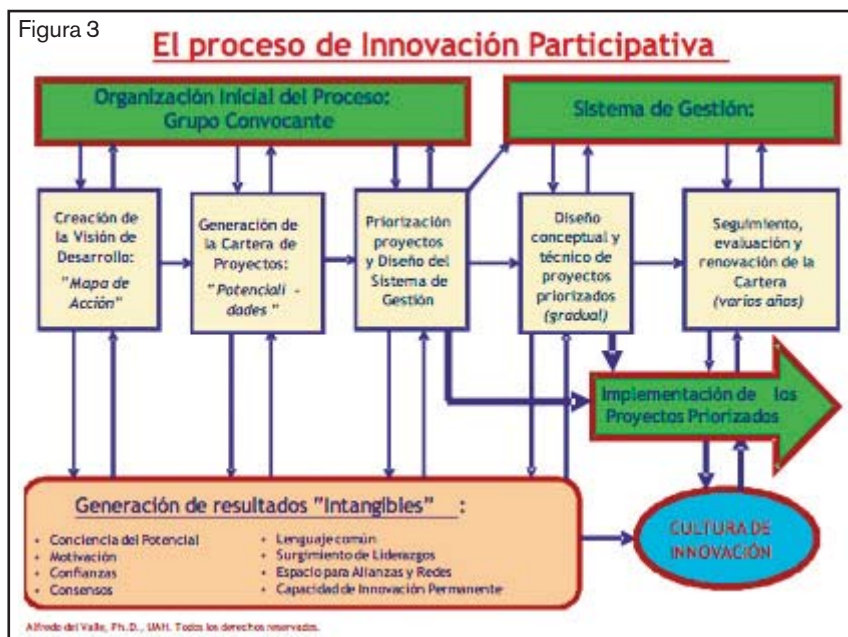 Figura 3
El proceso de Innovación Participativa
Organización Inicial del Proceso:
Grupo Convocante
Sistema de Gestión:
Creación de
la Visión de
Desarrollo:
"Mapa de
Acción"
Generación de
la Cartera de
Proyectos:
"Potenciali -
dades "
Priorización
proyectos
y Diseño del
Sistema de
Gestión
Diseño
conceptual y
técnico de
proyectos
priorizados
(gradual)
Seguimiento,
evaluación y
renovación de la
Cartera
(varios años)
Implementación de los
Proyectos Priorizados
Generación de resultados "Intangibles" :
• Conciencia del Potencial
• Motivación
• Confianzas
• Consensos
• Lenguaje común
• Surgimiento de Liderazgos
• Espacio para Alianzas y Redes
• Capacidad de Innovación Permanente
CULTURA DE
INNOVACIÓN
Alfredo del Valle, Ph.D., UAH. Todos los derechos reservados.